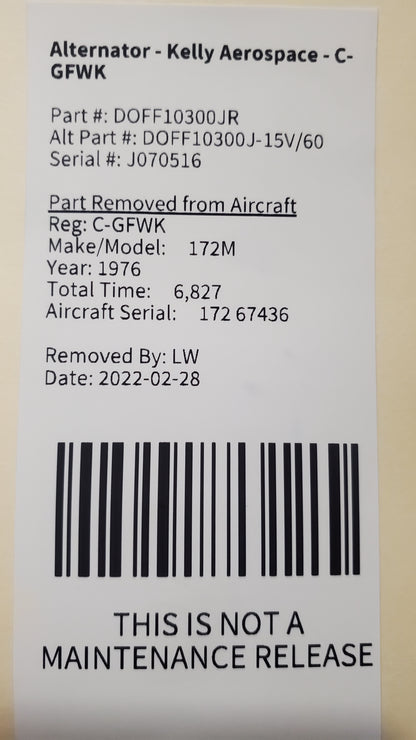 Alternator - Kelly Aerospace - C-
GFWK
Part #: DOFF10300JR
Alt Part #: DOFF10300J-15V/60
Serial #: J070516
Part Removed from Aircraft
Reg: C-GFWK
Make/Model: 172M
Year: 1976
Total Time: 6,827
Aircraft Serial: 172 67436
Removed By: LW
Date: 2022-02-28
THIS IS NOT A
MAINTENANCE RELEASE